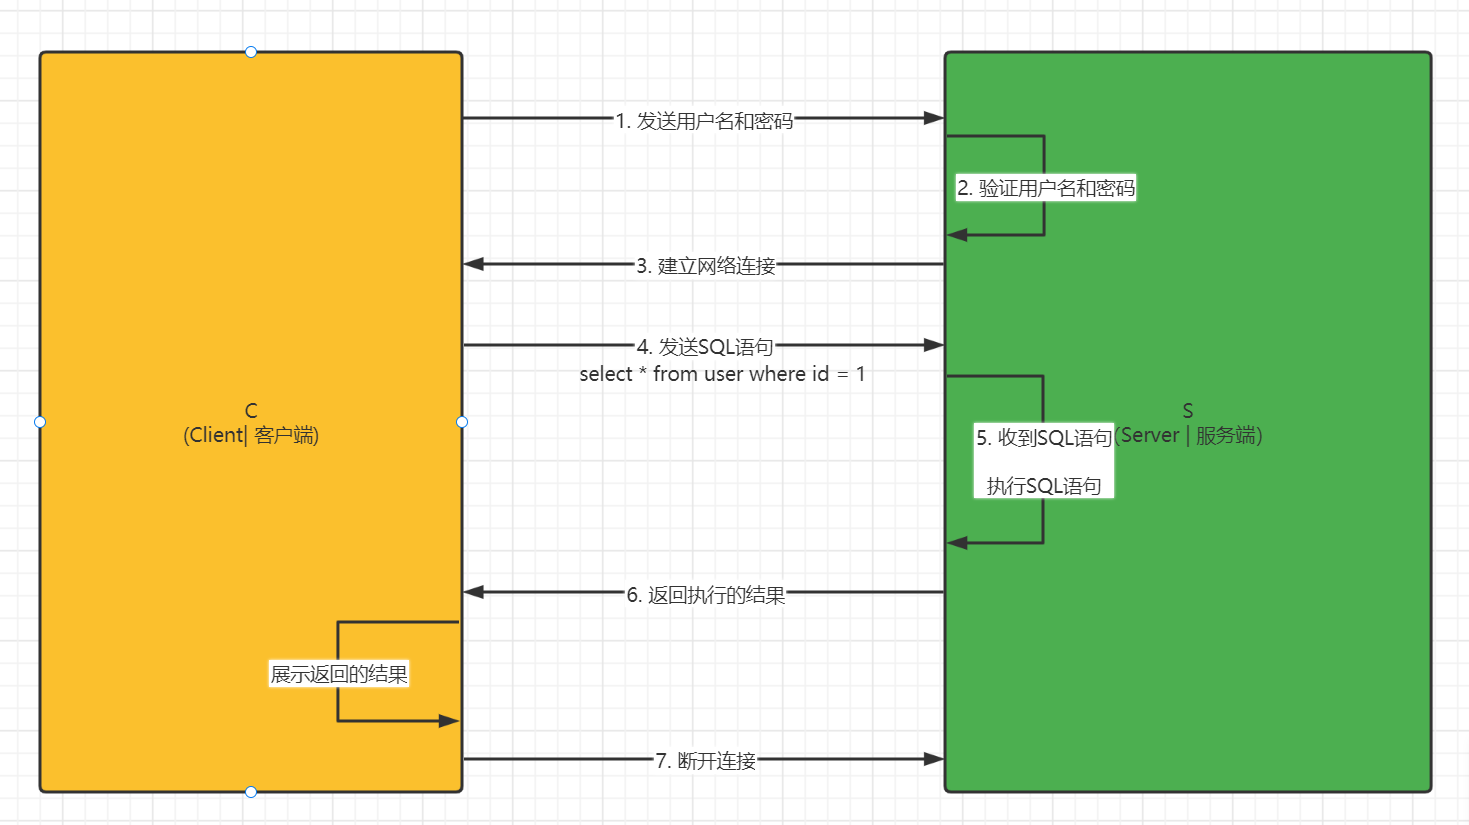 1. 发送用户名和密码
2. 验证用户名和密码
3. 建立网络连接
4. 发送SQL语句
select * from user where id = 1
C
(Client| 客户端)
S
(Server | 服务端)
5. 收到SQL语句
执行SQL语句
6. 返回执行的结果
展示返回的结果
7. 断开连接